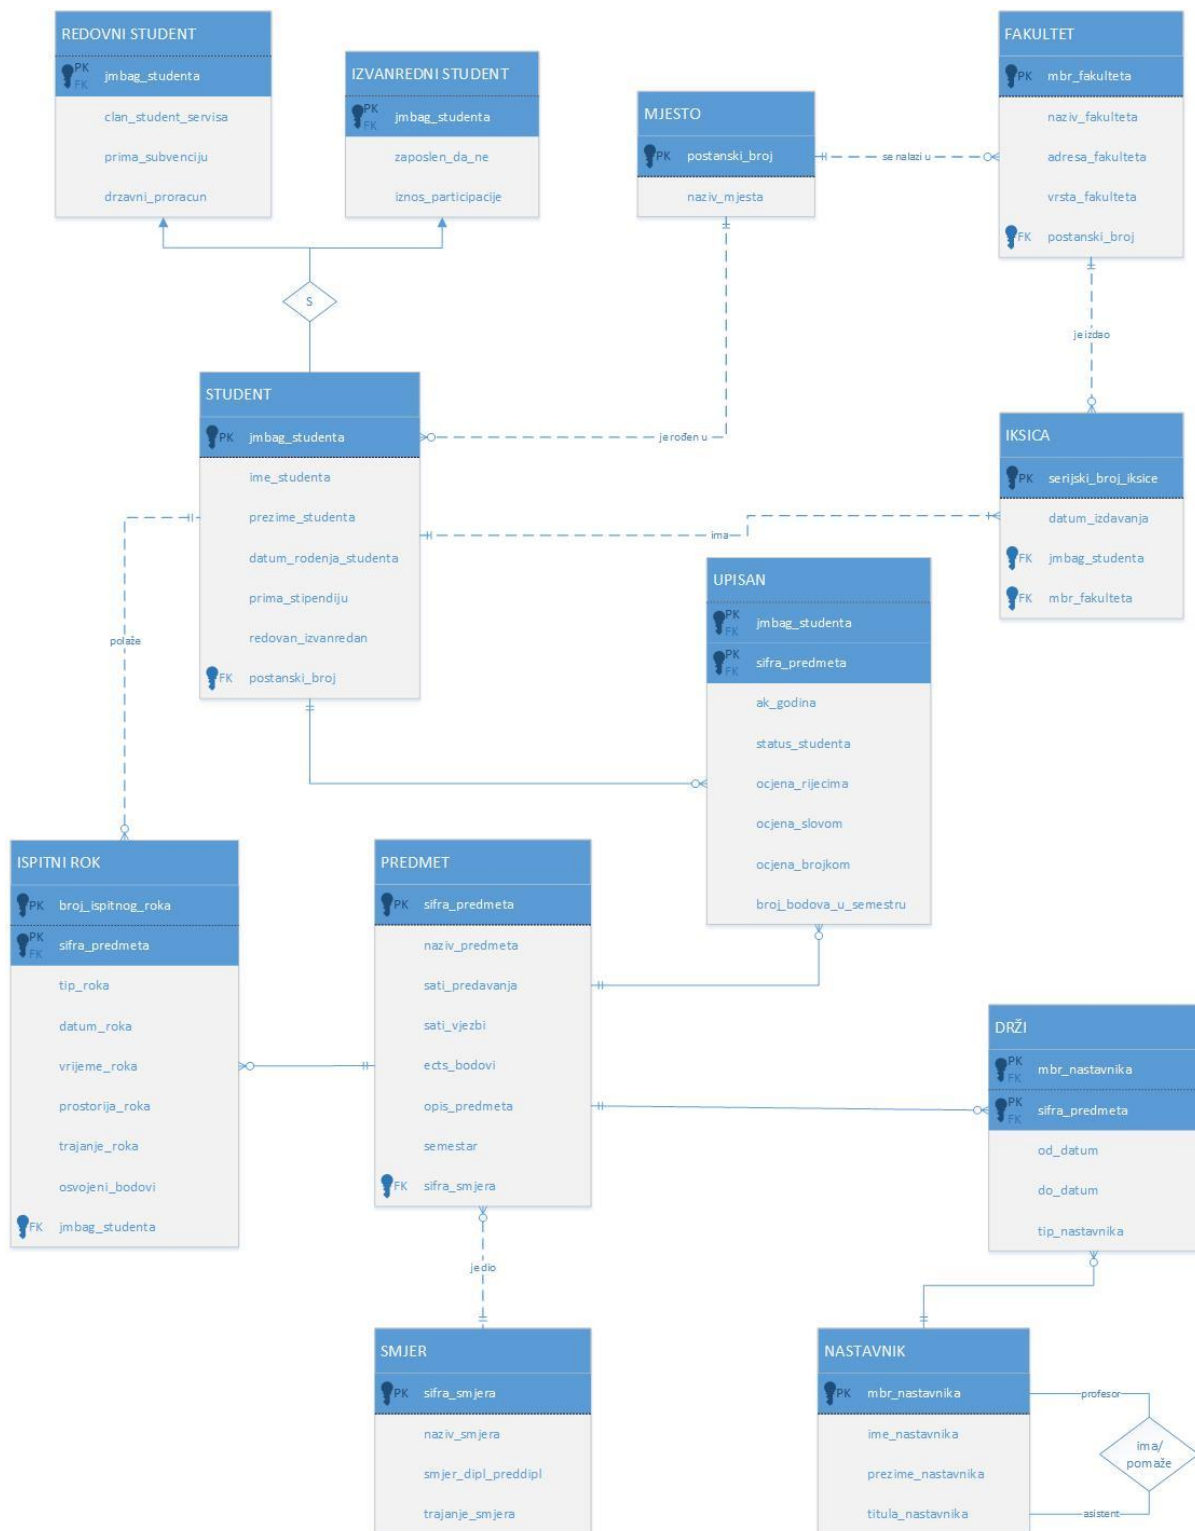 REDOVNI STUDENT
PK
FK
jmbag_studenta
clan_student_servisa
prima_subvenciju
drzavni_proracun
IZVANREDNI STUDENT
PK
FK
jmbag_studenta
zaposlen_da_ne
iznos_participacije
MJESTO
PK postanski_broj
naziv_mjesta
se nalazi u
FAKULTET
PK mbr_fakulteta
naziv_fakulteta
adresa_fakulteta
vrsta_fakulteta
FK postanski_broj
S
je izdao
STUDENT
PK jmbag_studenta
ime_studenta
prezime_studenta
datum_rodenja_studenta
prima_stipendiju
redovan_izvanredan
FK postanski_broj
je rođen u
ima
polaže
IKSICA
PK serijski_broj_iksice
datum_izdavanja
FK jmbag_studenta
FK mbr_fakulteta
UPISAN
PK
FK
jmbag_studenta
PK
FK
sifra_predmeta
ak_godina
status_studenta
ocjena_rijecima
ocjena_slovom
ocjena_brojkom
broj_bodova_u_semestru
ISPITNI ROK
PK broj_ispitnog_roka
PK
FK
sifra_predmeta
tip_roka
datum_roka
vrijeme_roka
prostorija_roka
trajanje_roka
osvojeni_bodovi
FK jmbag_studenta
PREDMET
PK sifra_predmeta
naziv_predmeta
sati_predavanja
sati_vjezbi
ects_bodovi
opis_predmeta
semestar
FK sifra_smjera
DRŽI
PK
FK
mbr_nastavnika
PK
FK
sifra_predmeta
od_datum
do_datum
tip_nastavnika
je dio
SMJER
PK sifra_smjera
naziv_smjera
smjer_dipl_preddipl
trajanje_smjera
NASTAVNIK
PK mbr_nastavnika
ime_nastavnika
prezime_nastavnika
titula_nastavnika
profesor
ima/
pomaže
asistent